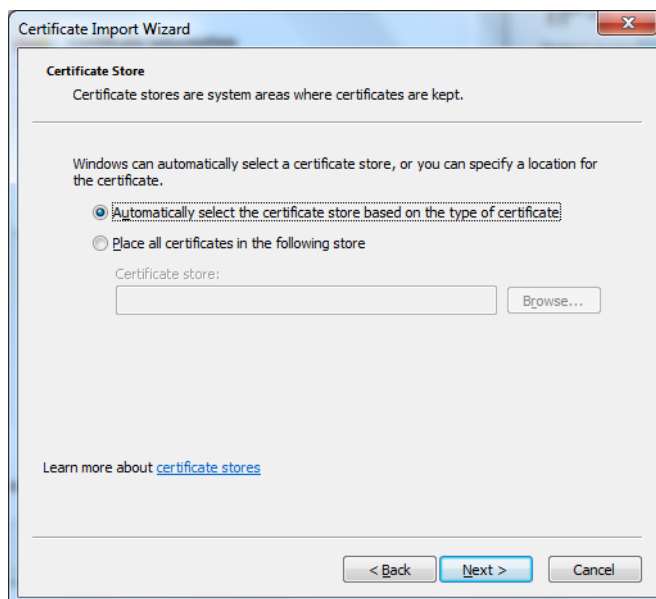 Certificate Import Wizard
Certificate Store
Certificate stores are system areas where certificates are kept.
Windows can automatically select a certificate store, or you can specify a location for
the certificate.
Automatically select the certificate store based on the type of certificate
Place all certificates in the following store
Certificate store:
Browse...
Learn more about certificate stores
< Back
Next >
Cancel